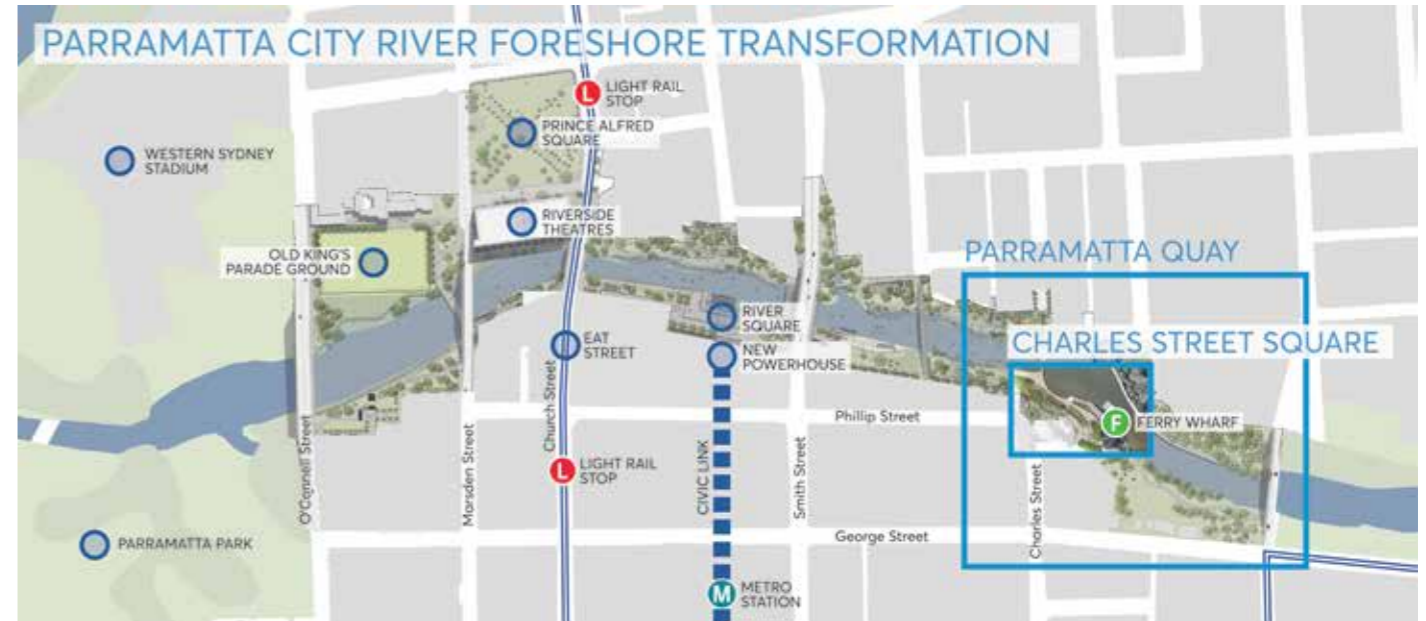 PARRAMATTA CITY RIVER FORESHORE TRANSFORMATION
L
LIGHT RAIL
STOP
PRINCE ALFRED
SQUARE
WESTERN SYDNEY
STADIUM
RIVERSIDE
THEATRES
OLD KING'S
PARADE GROUND
PARRAMATTA QUAY
RIVER
SQUARE
EAT
STREET
NEW
POWERHOUSE
CHARLES STREET SQUARE
F
FERRY WHARF
Phillip Street
O'Connell Street
Marsden Street
Church Street
L
LIGHT RAIL
STOP
CIVIC LINK
Smith Street
Charles Street
George Street
PARRAMATTA PARK
M
METRO
STATION